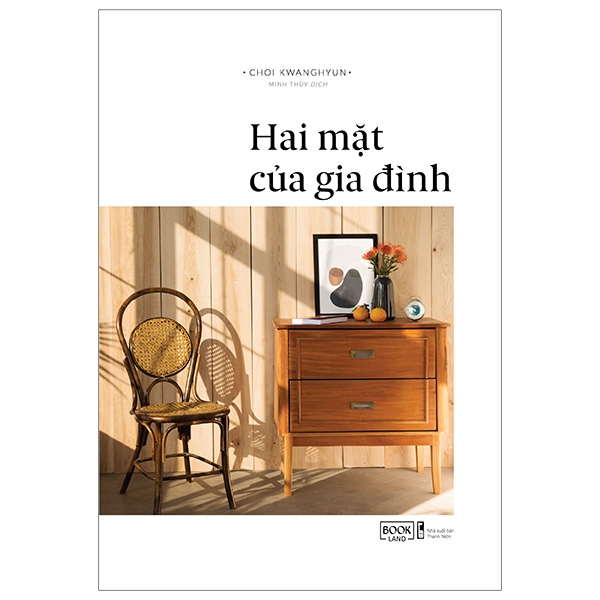 • CHOI KWANGHYUN •
MINH THÙY DỊCH
Hai mặt
của gia đình
BOOK
LAND
Nhà xuất bản
Thanh Niên